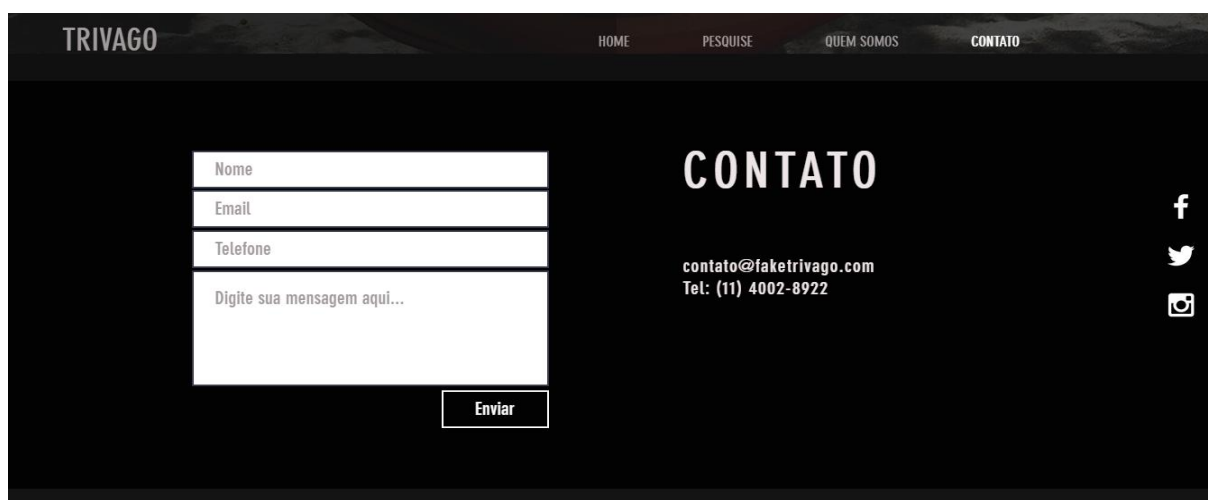 TRIVAGO
HOME PESQUISE QUEM SOMOS CONTATO
Nome
Email
Telefone
Digite sua mensagem aqui...
Enviar
CONTATO
contato@faketrivago.com
Tel: (11) 4002-8922